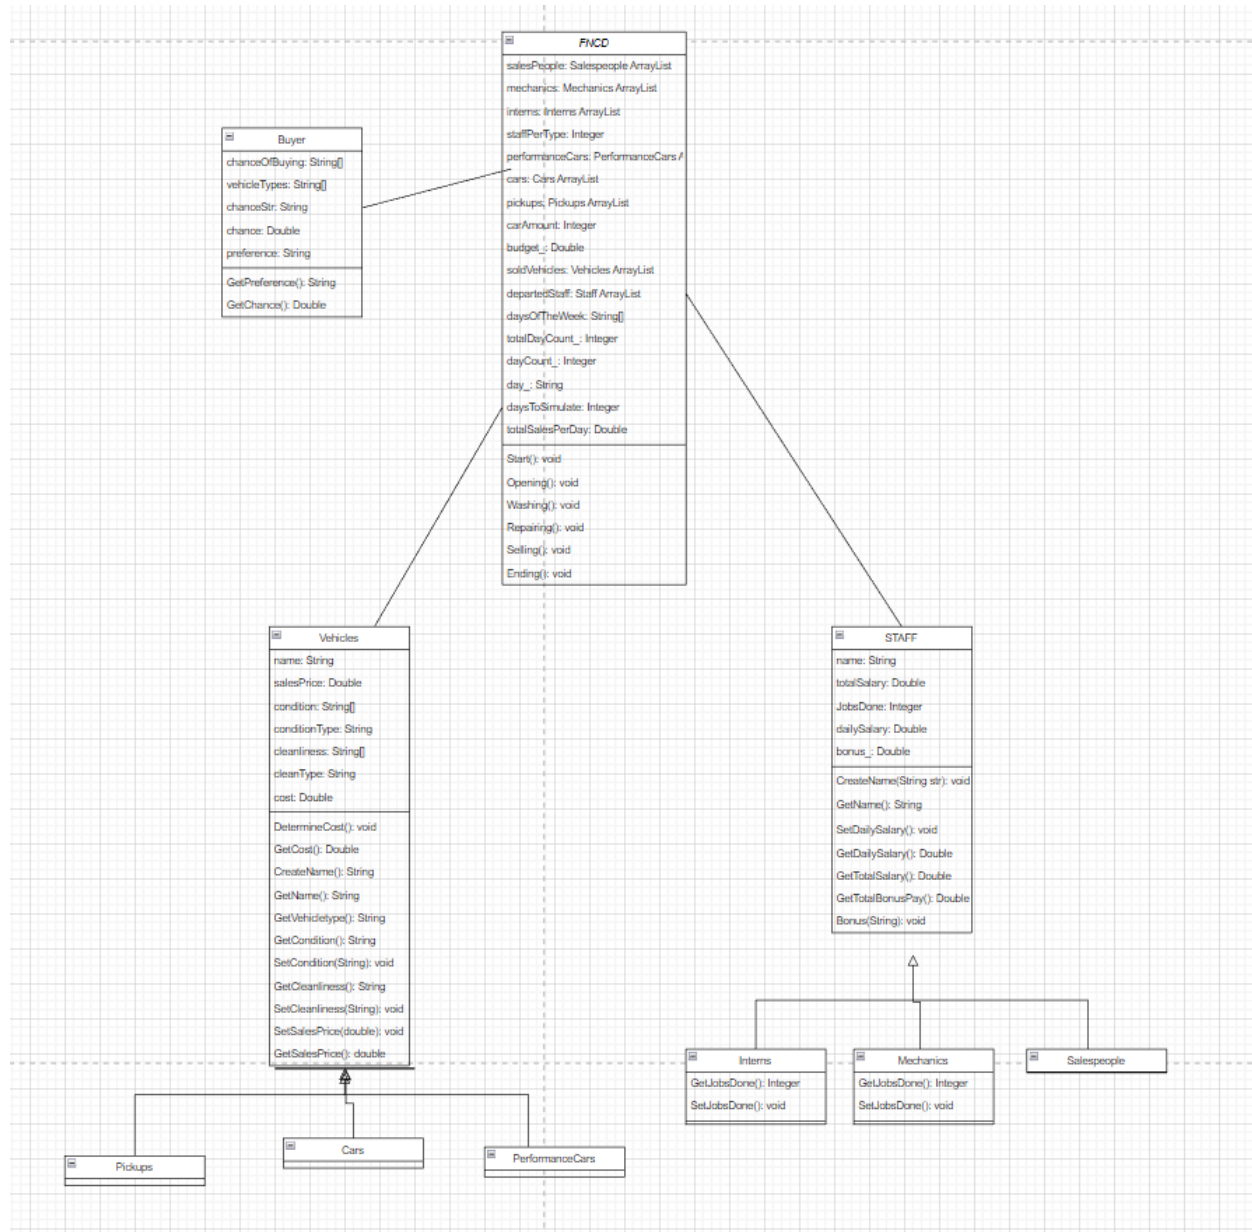 FNCD
salesPeople: Salespeople ArrayList
mechanics: Mechanics ArrayList
interns: Interns ArrayList
staffPerType: Integer
performanceCars: PerformanceCars A
cars: Cars ArrayList
pickups: Pickups ArrayList
carAmount: Integer
budget_: Double
soldVehicles: Vehicles ArrayList
departedStaff: Staff ArrayList
daysOfTheWeek: String[]
totalDayCount_: Integer
dayCount_: Integer
day_: String
daysToSimulate: Integer
totalSalesPerDay: Double
Start(): void
Opening(): void
Washing(): void
Repairing(): void
Selling(): void
Ending(): void
Buyer
chanceOfBuying: String[]
vehicleTypes: String[]
chanceStr: String
chance: Double
preference: String
GetPreference(): String
GetChance(): Double
Vehicles
name: String
salesPrice: Double
condition: String[]
conditionType: String
cleanliness: String[]
cleanType: String
cost: Double
DetermineCost(): void
GetCost(): Double
CreateName(): String
GetName(): String
GetVehicletype(): String
GetCondition(): String
SetCondition(String): void
GetCleanliness(): String
SetCleanliness(String): void
SetSalesPrice(double): void
GetSalesPrice(): double
STAFF
name: String
totalSalary: Double
JobsDone: Integer
dailySalary: Double
bonus_: Double
CreateName(String str): void
GetName(): String
SetDailySalary(): void
GetDailySalary(): Double
GetTotalSalary(): Double
GetTotalBonusPay(): Double
Bonus(String): void
Interns
GetJobsDone(): Integer
SetJobsDone(): void
Mechanics
GetJobsDone(): Integer
SetJobsDone(): void
Salespeople
Pickups
Cars
PerformanceCars